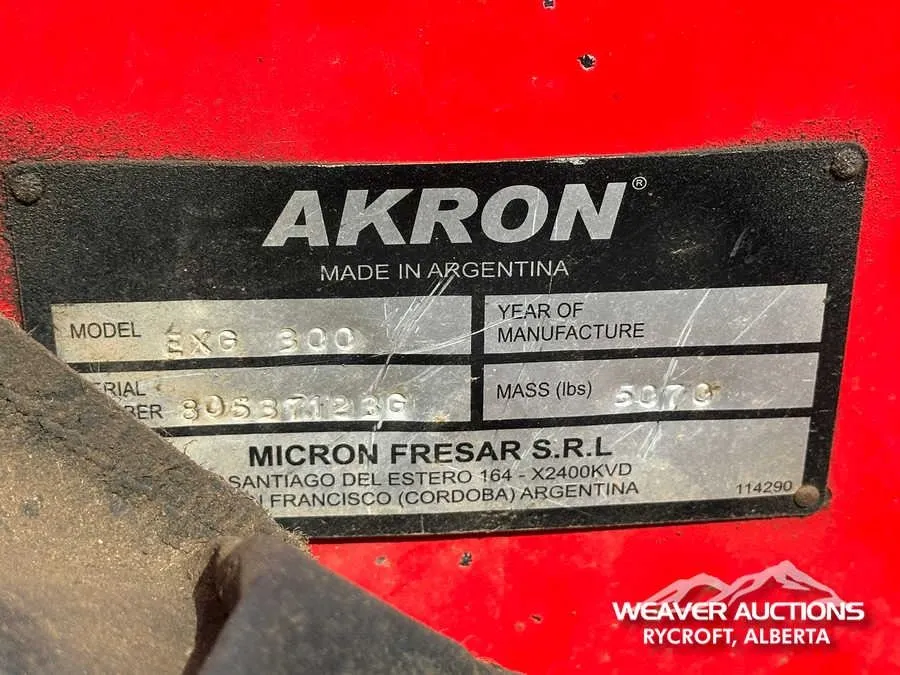 AKRON®
MADE IN ARGENTINA
MODEL EXG 300
YEAR OF
MANUFACTURE
MASS (lbs) 5070
MICRON FRESAR S.R.L
SANTIAGO DEL ESTERO 164 - X2400KVD
FRANCISCO (CORDOBA) ARGENTINA
114290
WEAVER AUCTIONS
RYCROFT, ALBERTA